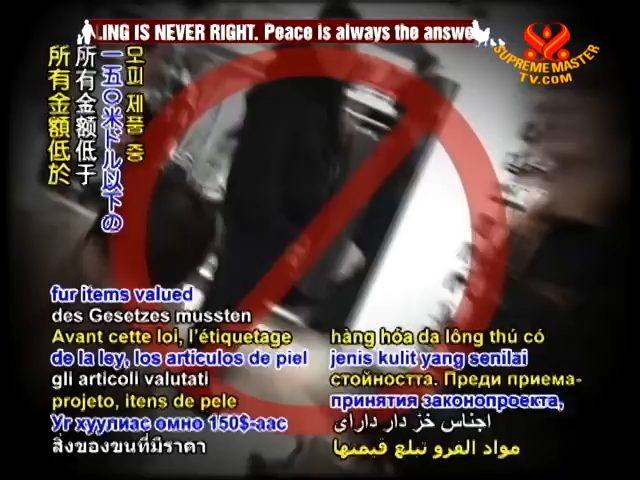 LING IS NEVER RIGHT. Peace is always the answe
SUPREME MASTER
TV.COM
모피 제품 중
一五〇米ドル以下の
所有金额低于
所有金額低於
fur items valued
des Gesetzes mussten
Avant cette loi, l'étiquetage
de la ley, los artículos de piel
gli articoli valutati
projeto, itens de pele
Уг хуулиас өмнө 150$-аас
สิ่งของขนที่มีราคา
hàng hóa da lông thú có
jenis kulit yang senilai
стойността. Преди приема-
принятия законопроекта,
اجناس خز دار دارای
مواد الفرو تبلغ قيمتها